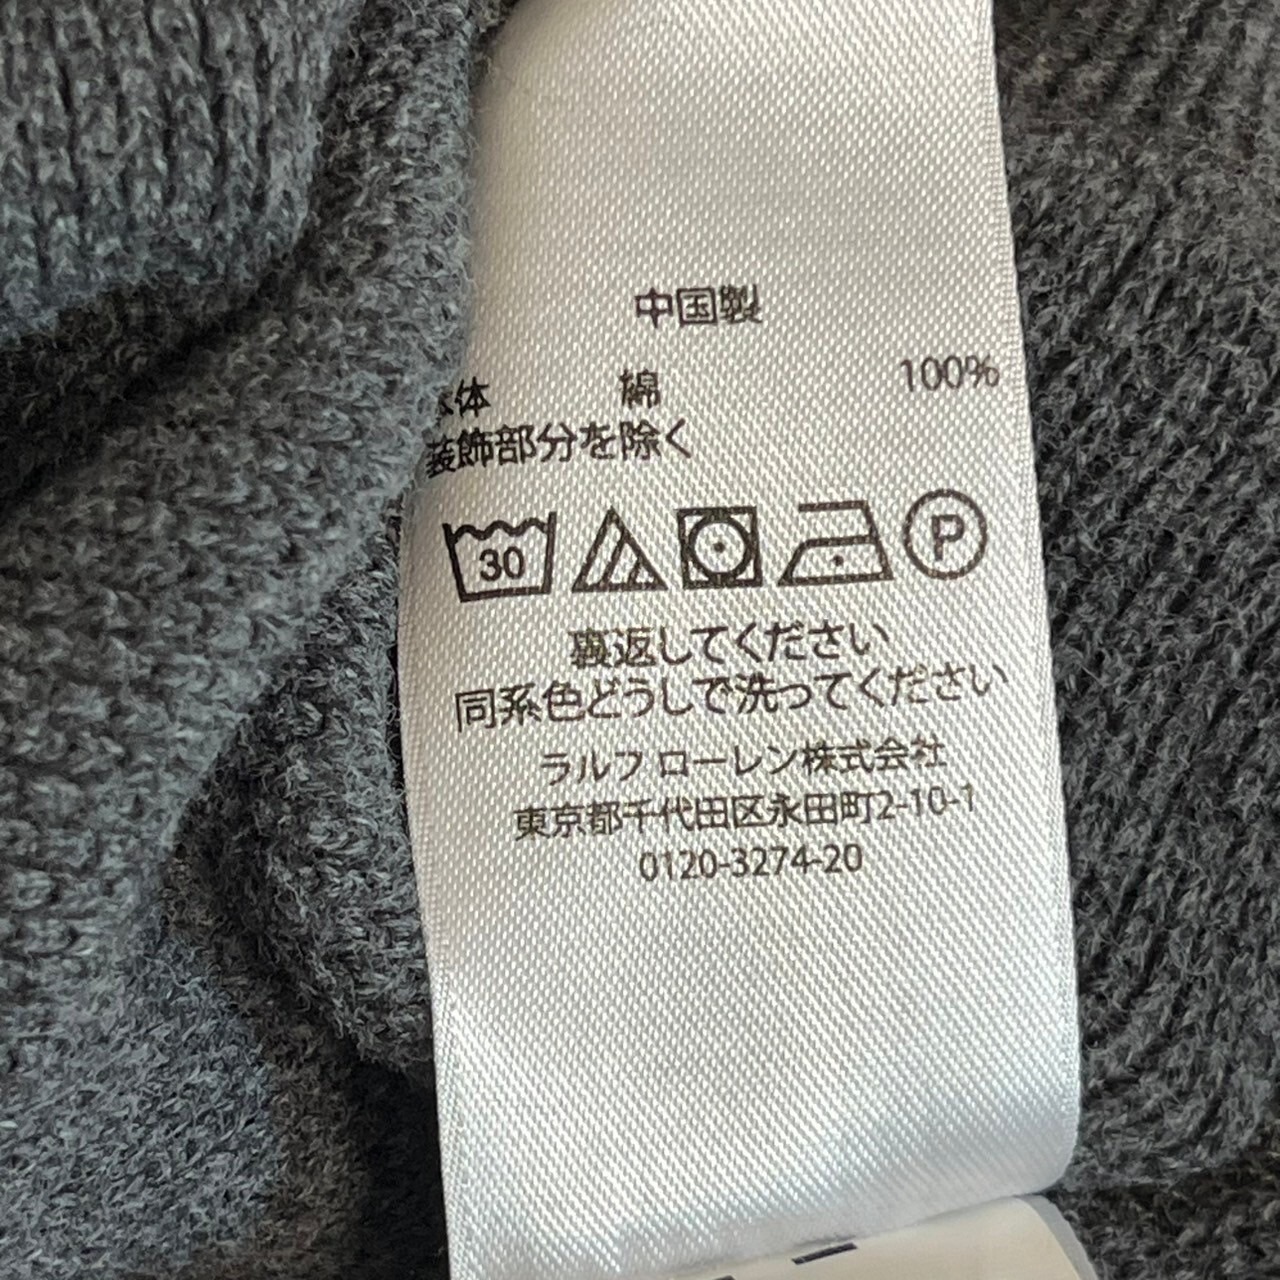 中国製
本体 綿 100%
装飾部分を除く
30 P
裏返してください
同系色どうしで洗ってください
ラルフ ローレン株式会社
東京都千代田区永田町2-10-1
0120-3274-20